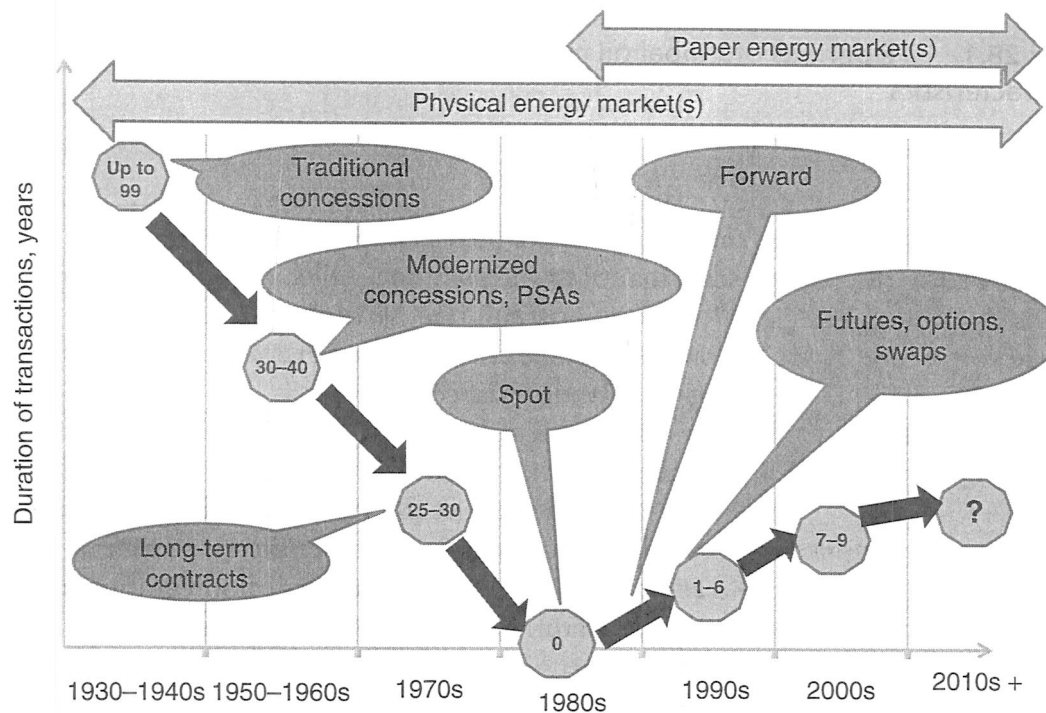 Paper energy market(s)
Physical energy market(s)
Duration of transactions, years
Up to
99
Traditional
concessions
Forward
Modernized
concessions, PSAs
30–40
Futures, options,
swaps
Spot
25–30
Long-term
contracts
0
1–6
7–9
?
1930–1940s 1950–1960s 1970s 1980s 1990s 2000s 2010s +